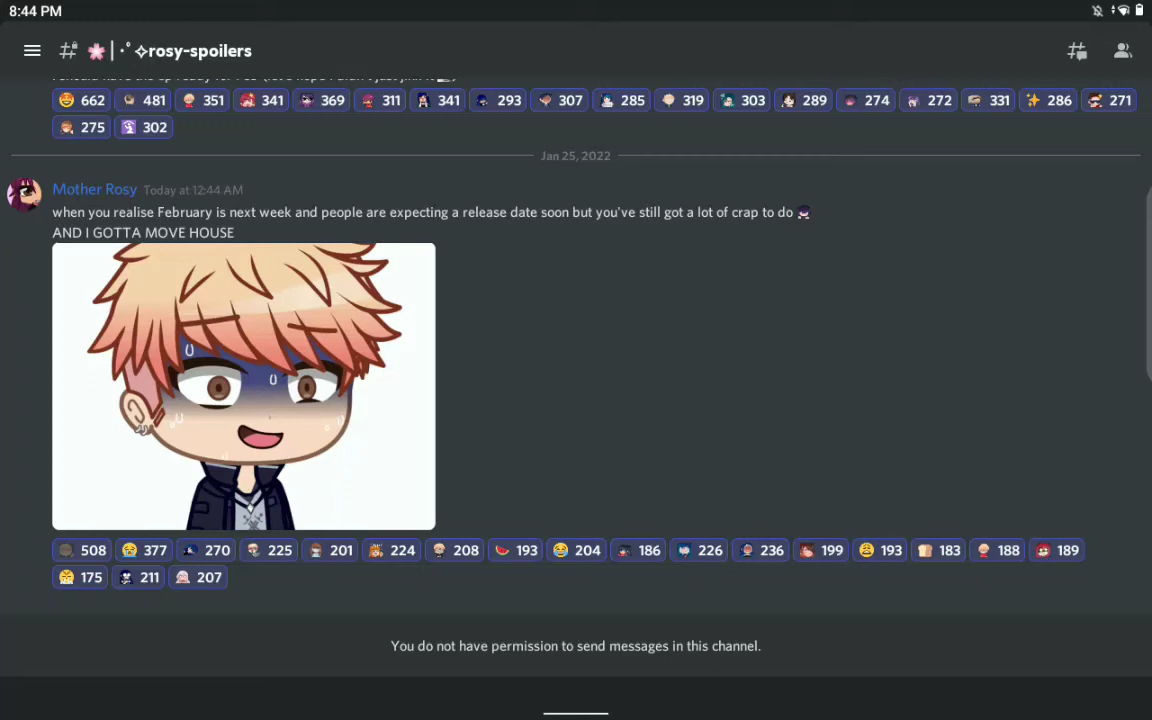 8:44 PM
rosy-spoilers
662 481 351 341 369 311 341 293 307 285 319 303 289 274 272 331 286 271
275 302
Jan 25, 2022
Mother Rosy Today at 12:44 AM
when you realise February is next week and people are expecting a release date soon but you've still got a lot of crap to do
AND I GOTTA MOVE HOUSE
508 377 270 225 201 224 208 193 204 186 226 236 199 193 183 188 189
175 211 207
You do not have permission to send messages in this channel.